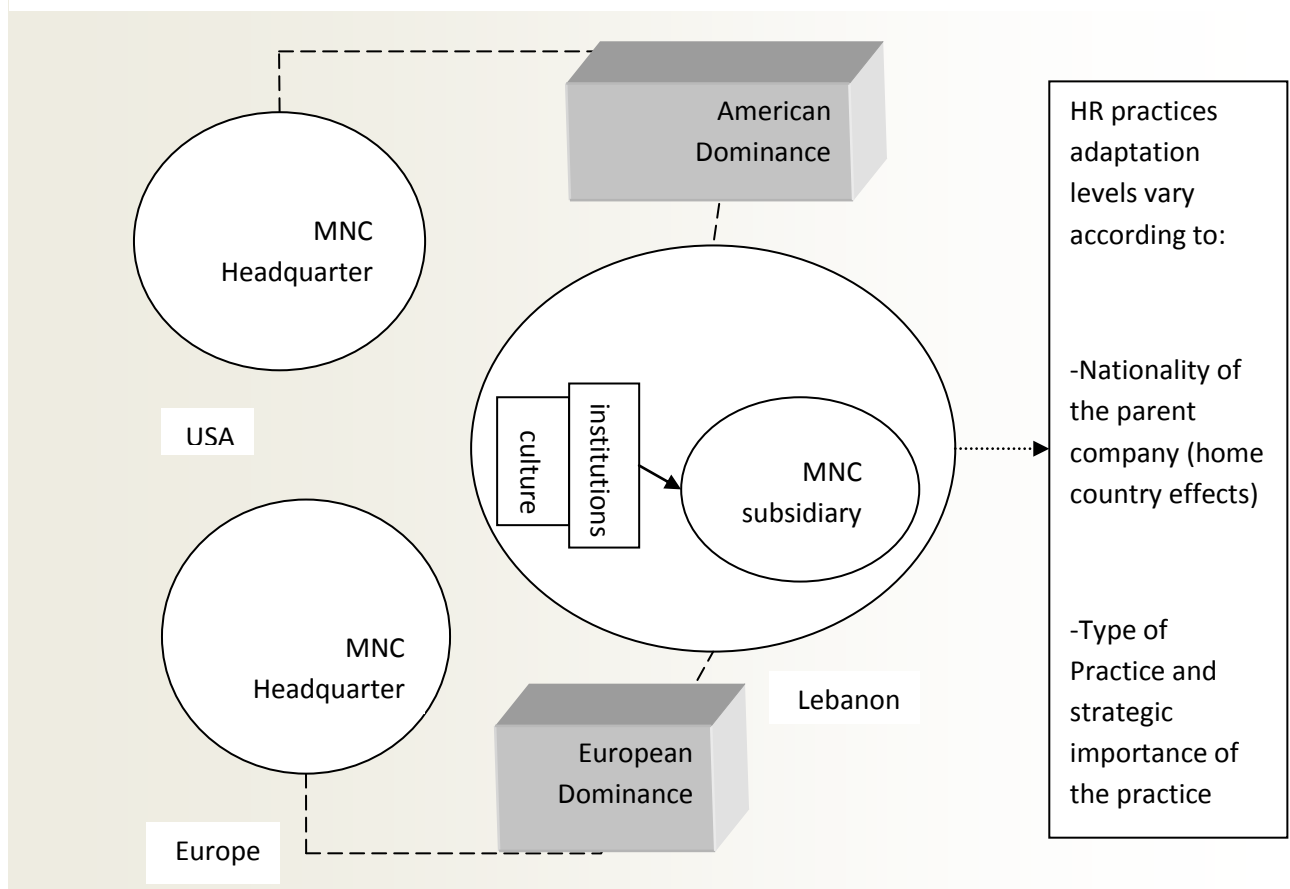 American
Dominance
MNC
Headquarter
USA
culture
institutions
MNC
subsidiary
MNC
Headquarter
Lebanon
European
Dominance
Europe
HR practices
adaptation
levels vary
according to:
-Nationality of
the parent
company (home
country effects)
-Type of
Practice and
strategic
importance of
the practice